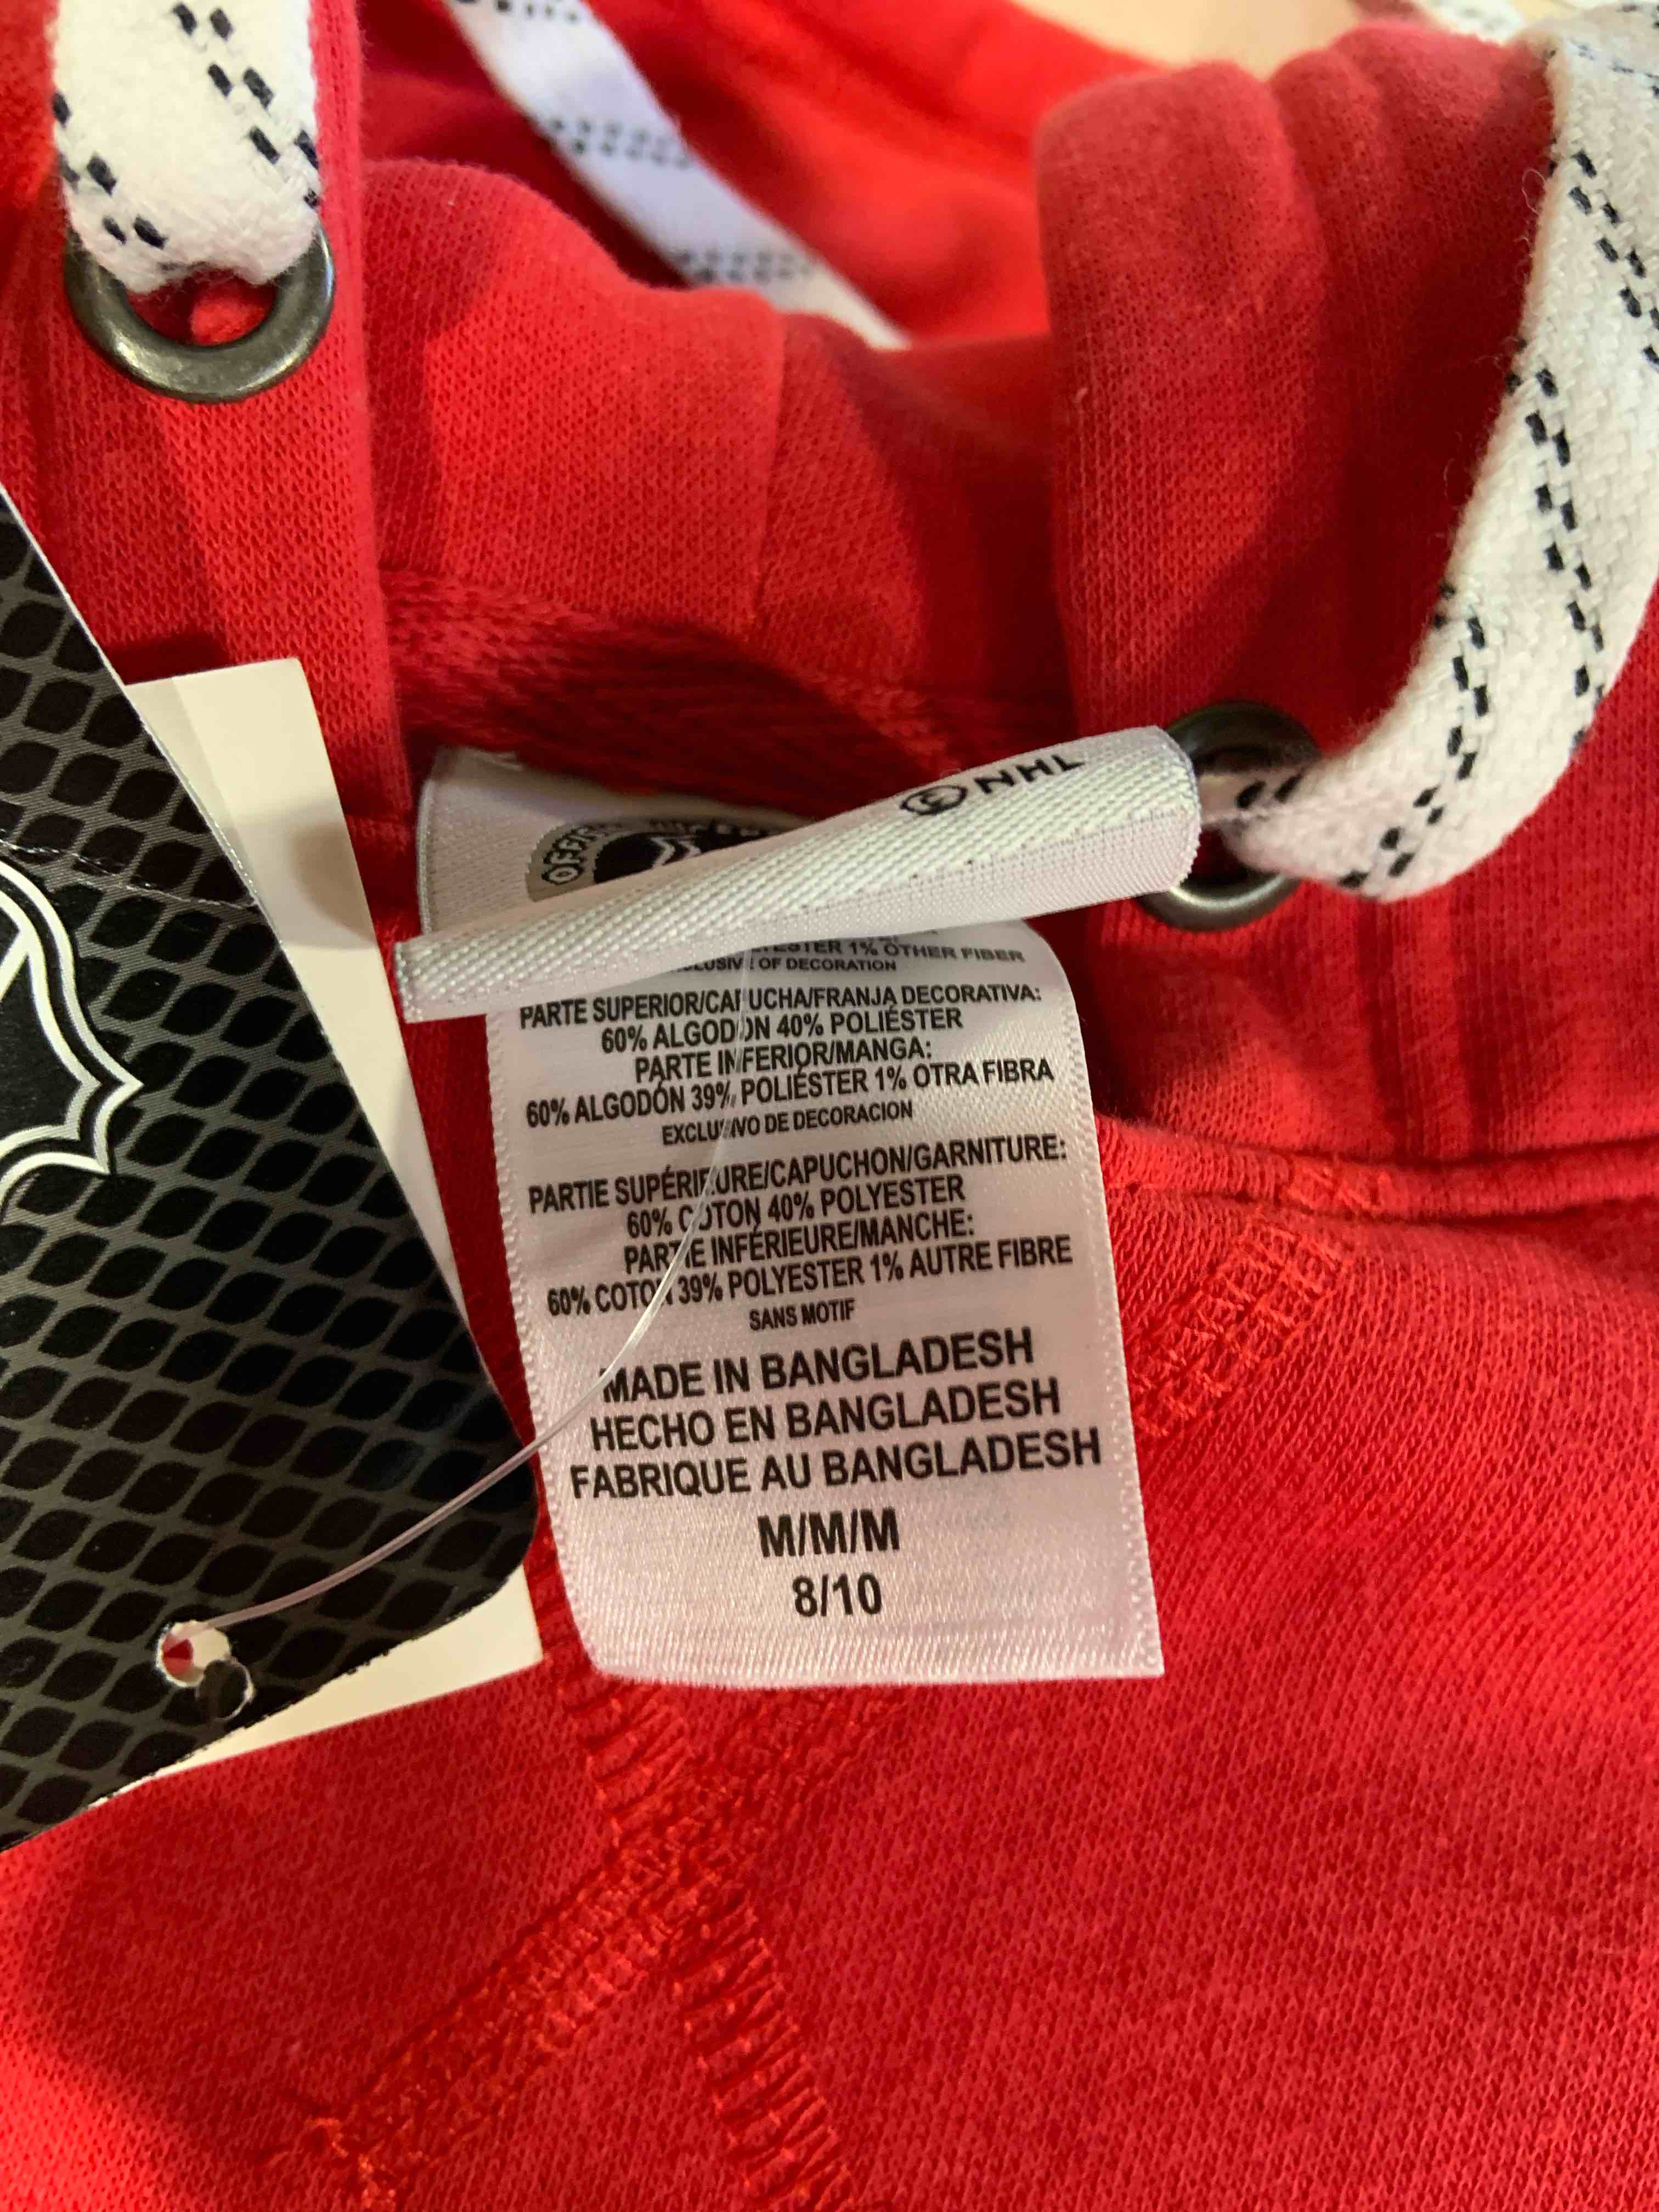 © NHL
1% OTHER FIBER
OF DECORATION
PARTE SUPERIOR/CAPUCHA/FRANJA DECORATIVA:
60% ALGODÓN 40% POLIÉSTER
PARTE INFERIOR/MANGA:
60% ALGODÓN 39% POLIÉSTER 1% OTRA FIBRA
EXCLUSIVO DE DECORACION
PARTIE SUPÉRIEURE/CAPUCHON/GARNITURE:
60% COTON 40% POLYESTER
PARTIE INFÉRIEURE/MANCHE:
60% COTON 39% POLYESTER 1% AUTRE FIBRE
SANS MOTIF
MADE IN BANGLADESH
HECHO EN BANGLADESH
FABRIQUE AU BANGLADESH
M/M/M
8/10